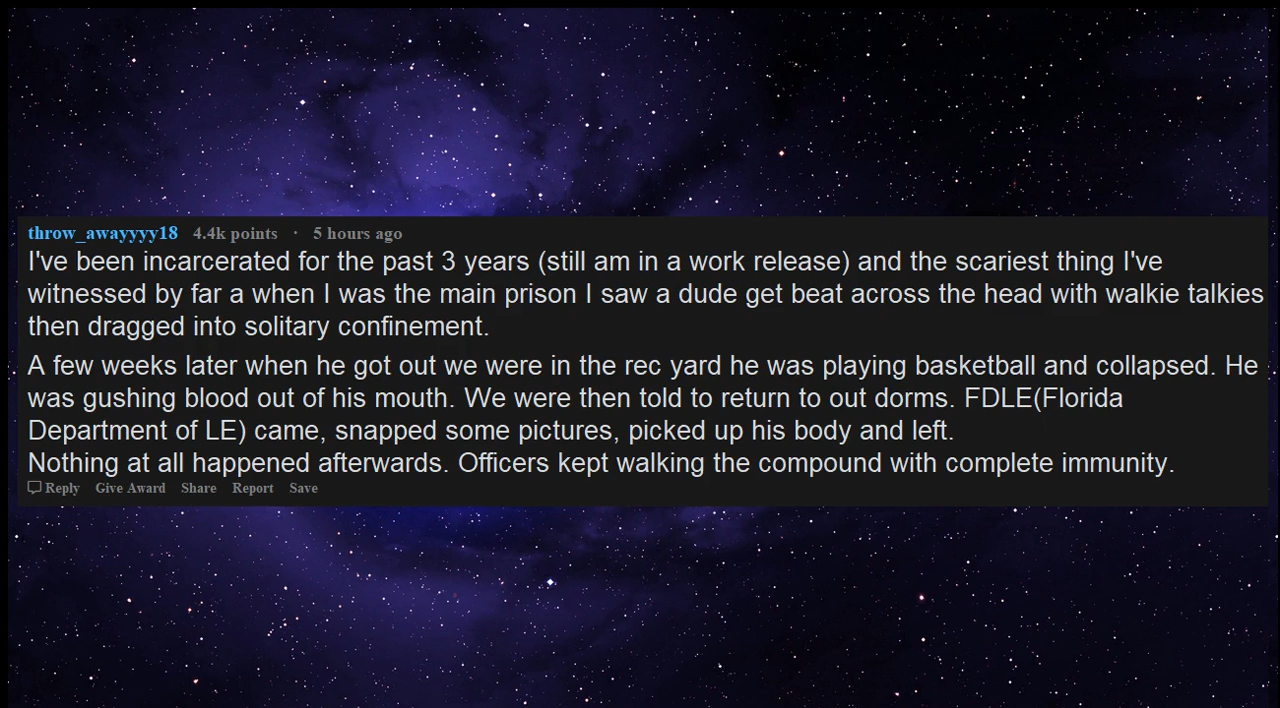 throw_awayyyy18 4.4k points · 5 hours ago
I've been incarcerated for the past 3 years (still am in a work release) and the scariest thing I've
witnessed by far a when I was the main prison I saw a dude get beat across the head with walkie talkies
then dragged into solitary confinement.
A few weeks later when he got out we were in the rec yard he was playing basketball and collapsed. He
was gushing blood out of his mouth. We were then told to return to out dorms. FDLE(Florida
Department of LE) came, snapped some pictures, picked up his body and left.
Nothing at all happened afterwards. Officers kept walking the compound with complete immunity.
Reply Give Award Share Report Save